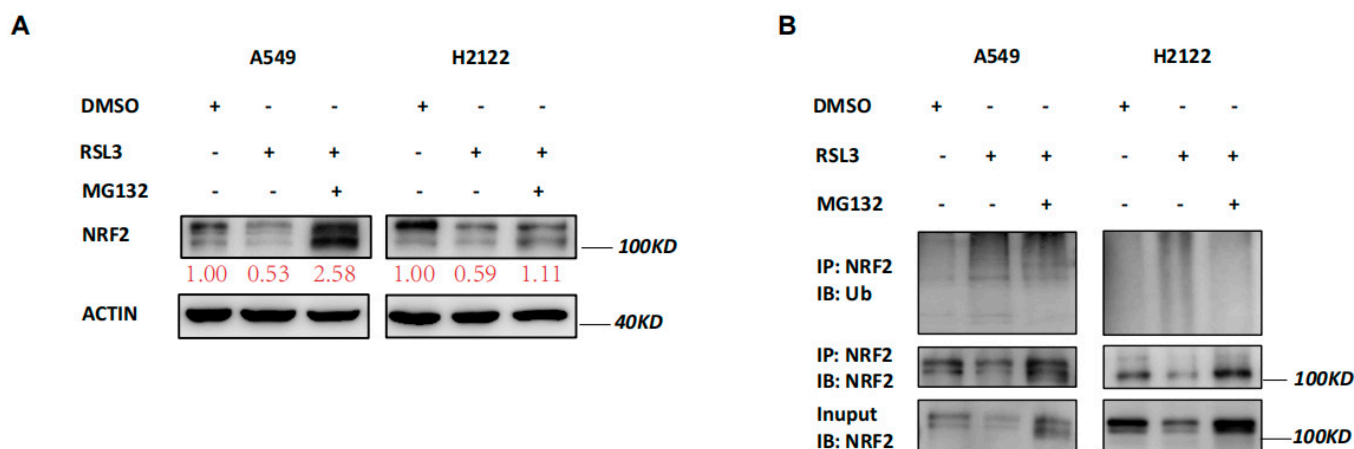 A
B
A549 H2122
A549 H2122
DMSO + - - + - -
RSL3 - + + - + +
MG132 - - + - - +
NRF2
100KD
1.00 0.53 2.58 1.00 0.59 1.11
ACTIN
40KD
DMSO + - - + - -
RSL3 - + + - + +
MG132 - - + - - +
IP: NRF2
IB: Ub
IP: NRF2
IB: NRF2
100KD
Inuput
IB: NRF2
100KD